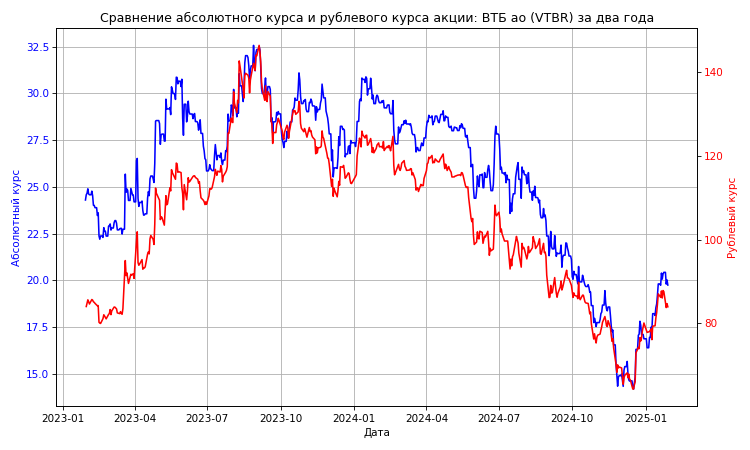 Сравнение абсолютного курса и рублевого курса акции: ВТБ ао (VTBR) за два года
32.5
30.0
27.5
25.0
22.5
20.0
17.5
15.0
Абсолютный курс
140
120
100
80
Рублевый курс
2023-01 2023-04 2023-07 2023-10 2024-01 2024-04 2024-07 2024-10 2025-01
Дата